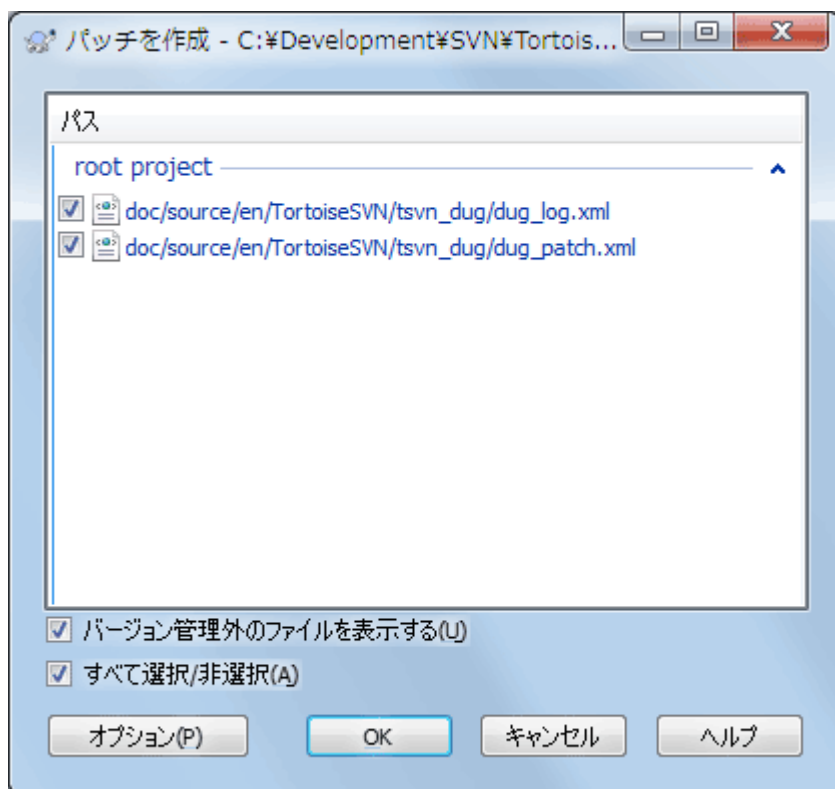 パッチを作成 - C:¥Development¥SVN¥Tortois...
パス
root project
doc/source/en/TortoiseSVN/tsvn_dug/dug_log.xml
doc/source/en/TortoiseSVN/tsvn_dug/dug_patch.xml
バージョン管理外のファイルを表示する(U)
すべて選択/非選択(A)
オプション(P) OK キャンセル ヘルプ